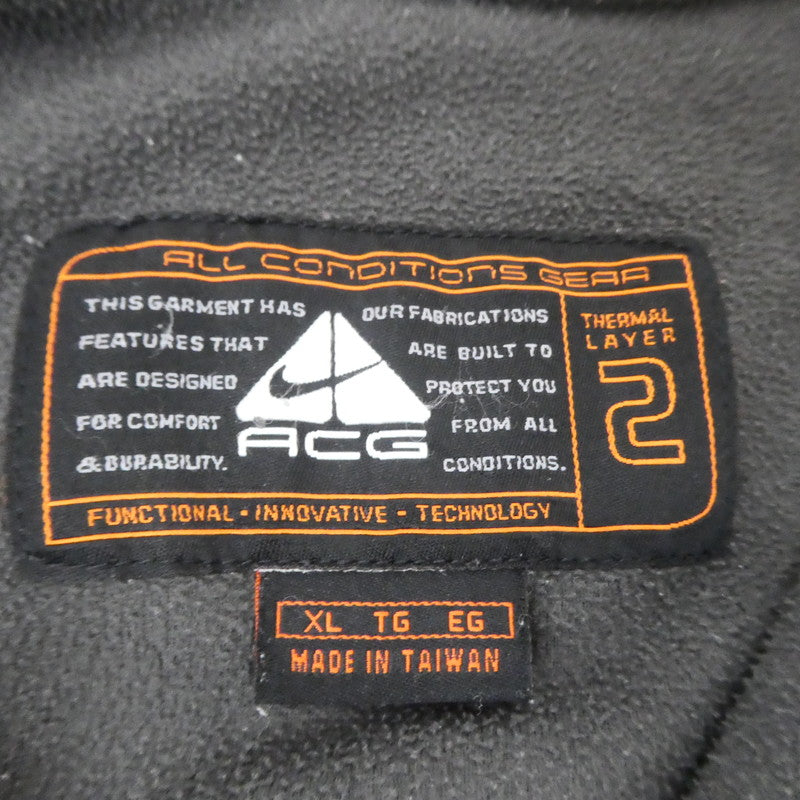 ALL CONDITIONS GEAR
THIS GARMENT HAS
FEATURES THAT
ARE DESIGNED
FOR COMFORT
& DURABILITY.
ACG
OUR FABRICATIONS
ARE BUILT TO
PROTECT YOU
FROM ALL
CONDITIONS.
THERMAL
LAYER
2
FUNCTIONAL - INNOVATIVE - TECHNOLOGY
XL TG EG
MADE IN TAIWAN